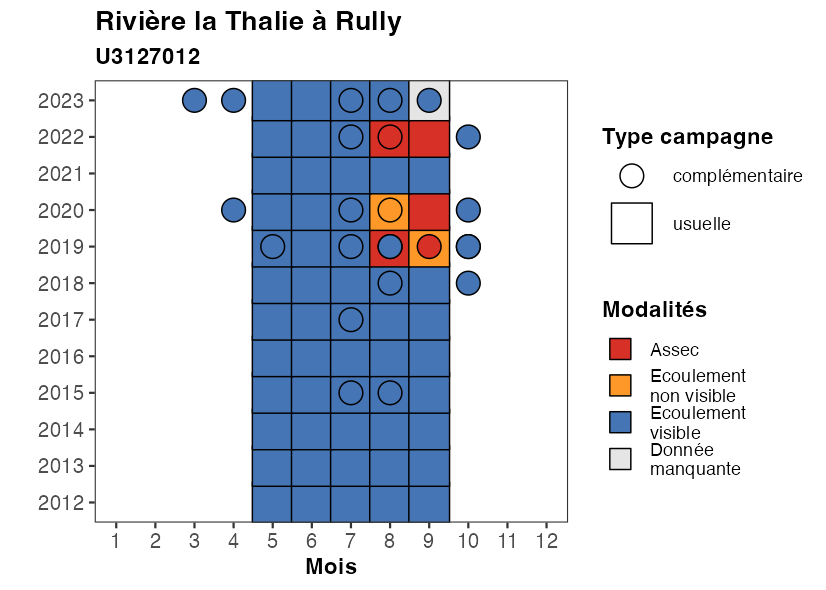 Rivière la Thalie à Rully
U3127012
2023
2022
2021
2020
2019
2018
2017
2016
2015
2014
2013
2012
1 2 3 4 5 6 7 8 9 10 11 12
Mois
Type campagne
complémentaire
usuelle
Modalités
Assec
Ecoulement
non visible
Ecoulement
visible
Donnée
manquante